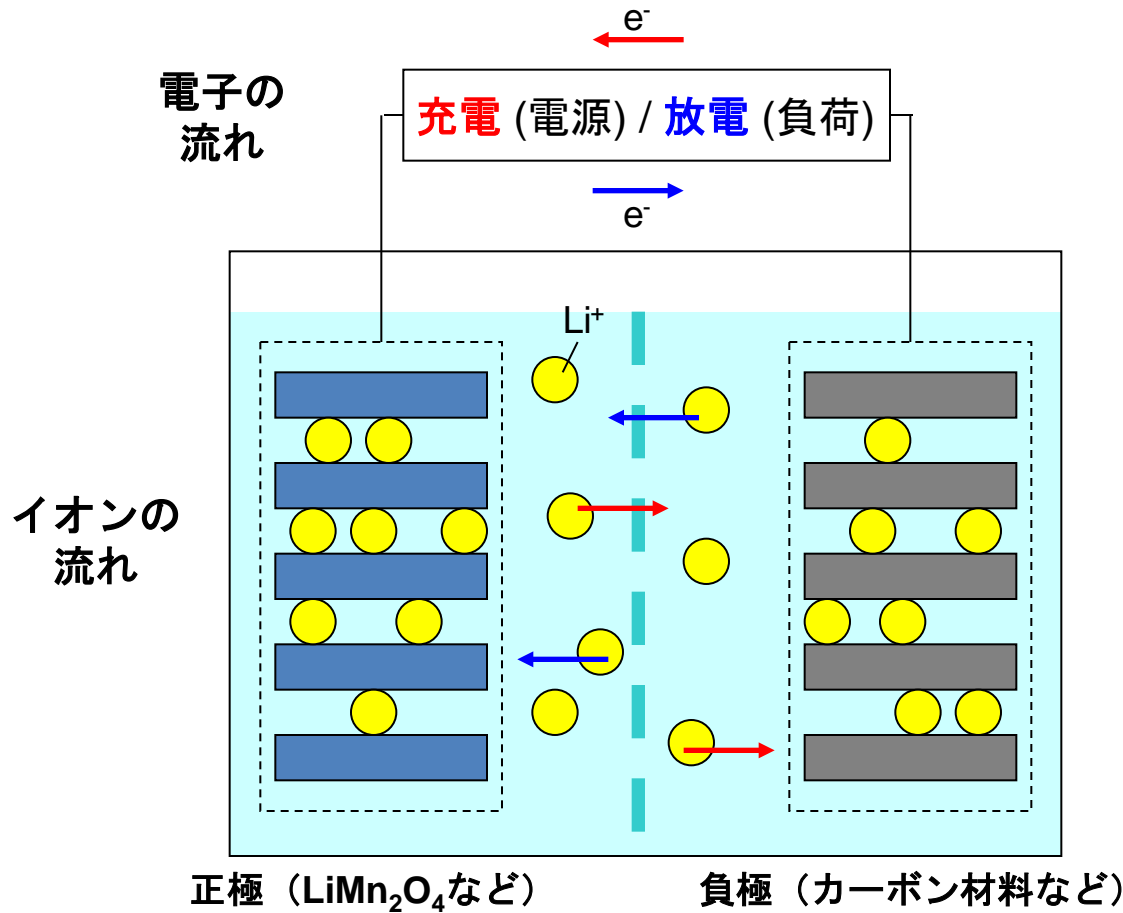 e⁻
電子の
流れ
充電 (電源) / 放電 (負荷)
e⁻
Li⁺
イオンの
流れ
正極（LiMn₂O₄など）
負極（カーボン材料など）